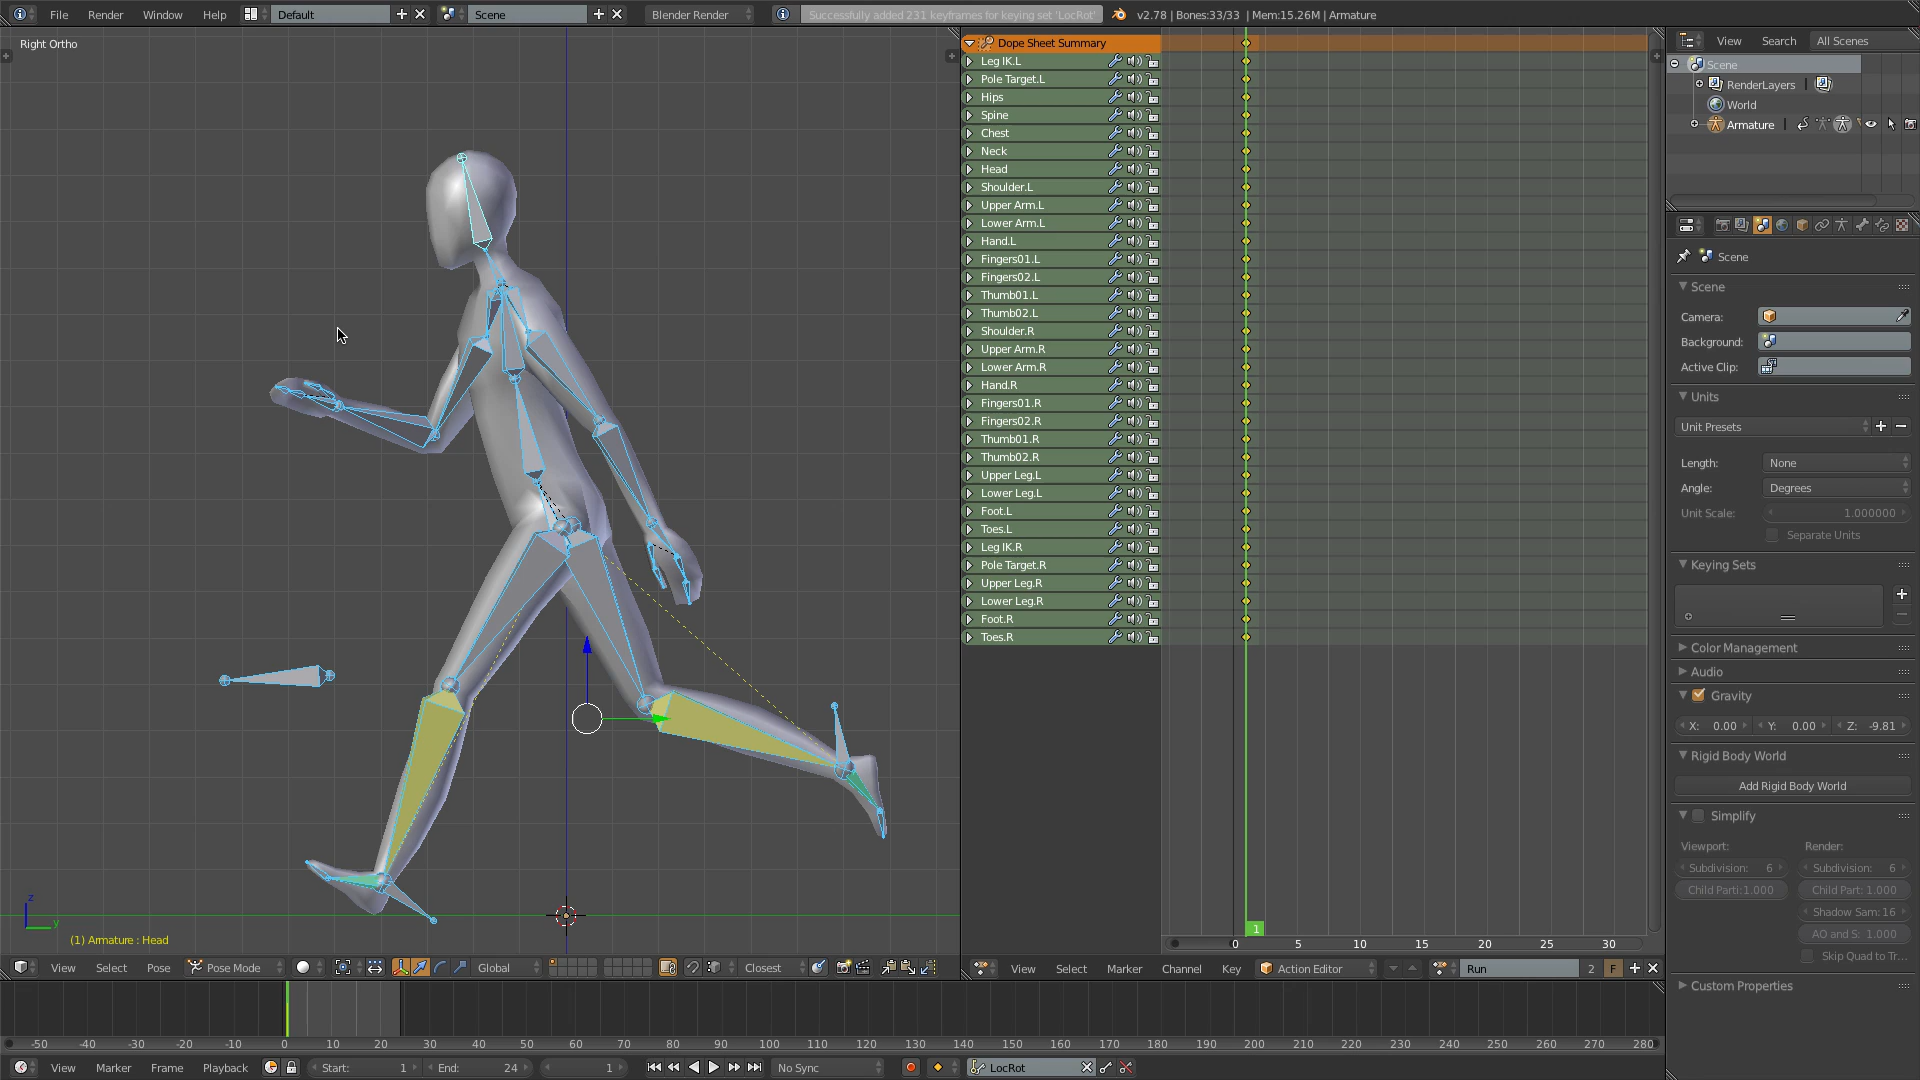 File Render Window Help Default Scene Blender Render Successfully added 231 keyframes for keying set 'LocRot' v2.78 | Bones:33/33 | Mem:15.26M | Armature
Right Ortho
(1) Armature : Head
z
y
View Select Pose Pose Mode Global Closest
Dope Sheet Summary
Leg IK.L
Pole Target.L
Hips
Spine
Chest
Neck
Head
Shoulder.L
Upper Arm.L
Lower Arm.L
Hand.L
Fingers01.L
Fingers02.L
Thumb01.L
Thumb02.L
Shoulder.R
Upper Arm.R
Lower Arm.R
Hand.R
Fingers01.R
Fingers02.R
Thumb01.R
Thumb02.R
Upper Leg.L
Lower Leg.L
Foot.L
Toes.L
Leg IK.R
Pole Target.R
Upper Leg.R
Lower Leg.R
Foot.R
Toes.R
1
0 5 10 15 20 25 30
View Select Marker Channel Key Action Editor Run 2 F
View Search All Scenes
Scene
RenderLayers
World
Armature
Scene
Scene
Camera:
Background:
Active Clip:
Units
Unit Presets
Length: None
Angle: Degrees
Unit Scale: 1.000000
Separate Units
Keying Sets
Color Management
Audio
Gravity
X: 0.00 Y: 0.00 Z: -9.81
Rigid Body World
Add Rigid Body World
Simplify
Viewport: Render:
Subdivision: 6 Subdivision: 6
Child Parti:1.000 Child Part: 1.000
Shadow Sam: 16
AO and S: 1.000
Skip Quad to Tr...
Custom Properties
-50 -40 -30 -20 -10 0 10 20 30 40 50 60 70 80 90 100 110 120 130 140 150 160 170 180 190 200 210 220 230 240 250 260 270 280
View Marker Frame Playback Start: 1 End: 24 1 No Sync LocRot